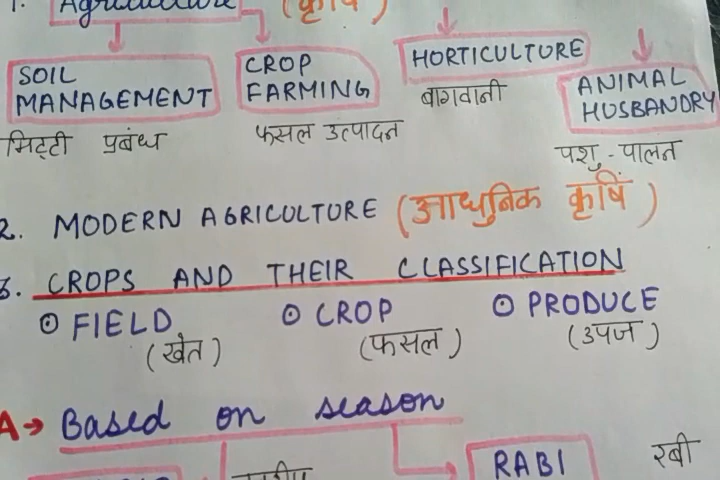 1. Agriculture (कृषि)
SOIL MANAGEMENT
मिट्टी प्रबंध
CROP FARMING
फसल उत्पादन
HORTICULTURE
बागवानी
ANIMAL HUSBANDRY
पशु-पालन
2. MODERN AGRICULTURE (आधुनिक कृषि)
3. CROPS AND THEIR CLASSIFICATION
⊙ FIELD ⊙ CROP ⊙ PRODUCE
(खेत) (फसल) (उपज)
A→ Based on season
RABI रबी